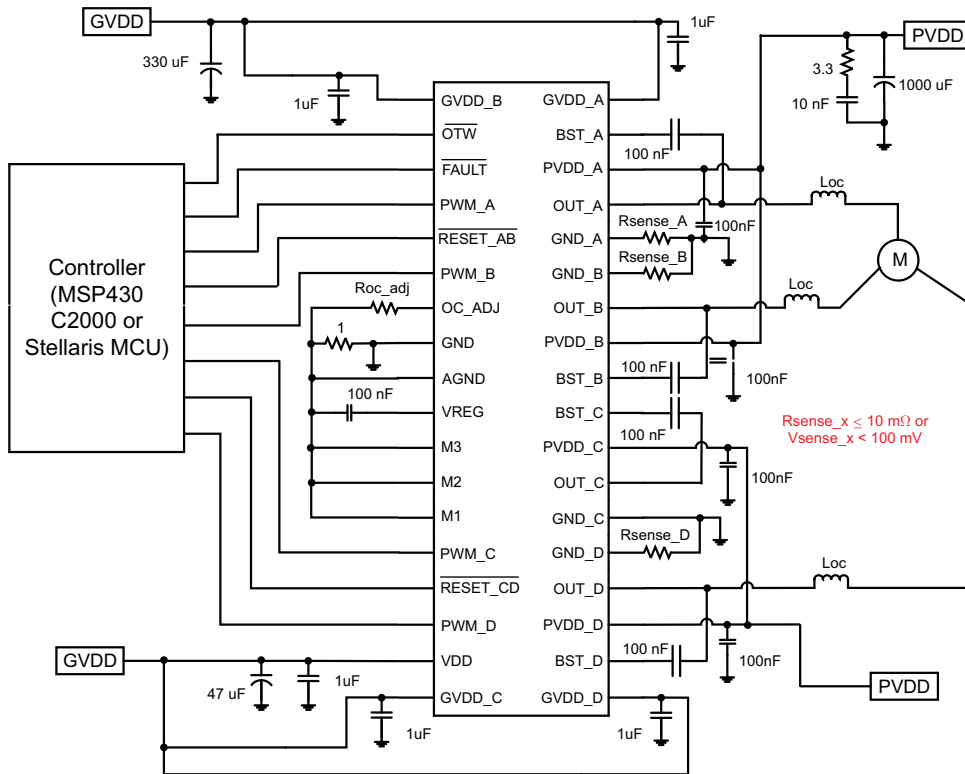 GVDD
330 uF
1uF
1uF
PVDD
3.3
10 nF
1000 uF
Controller
(MSP430
C2000 or
Stellaris MCU)
GVDD_B
OTW
FAULT
PWM_A
RESET_AB
PWM_B
OC_ADJ
GND
AGND
VREG
M3
M2
M1
PWM_C
RESET_CD
PWM_D
VDD
GVDD_C
Roc_adj
1
100 nF
GVDD_A
BST_A
PVDD_A
OUT_A
GND_A
GND_B
OUT_B
PVDD_B
BST_B
BST_C
PVDD_C
OUT_C
GND_C
GND_D
OUT_D
PVDD_D
BST_D
GVDD_D
100 nF
100nF
Rsense_A
Rsense_B
Loc
M
Loc
100 nF
100nF
100 nF
Rsense_x ≤ 10 mΩ or
Vsense_x < 100 mV
100nF
Rsense_D
Loc
100 nF
100nF
PVDD
GVDD
47 uF
1uF
1uF
1uF